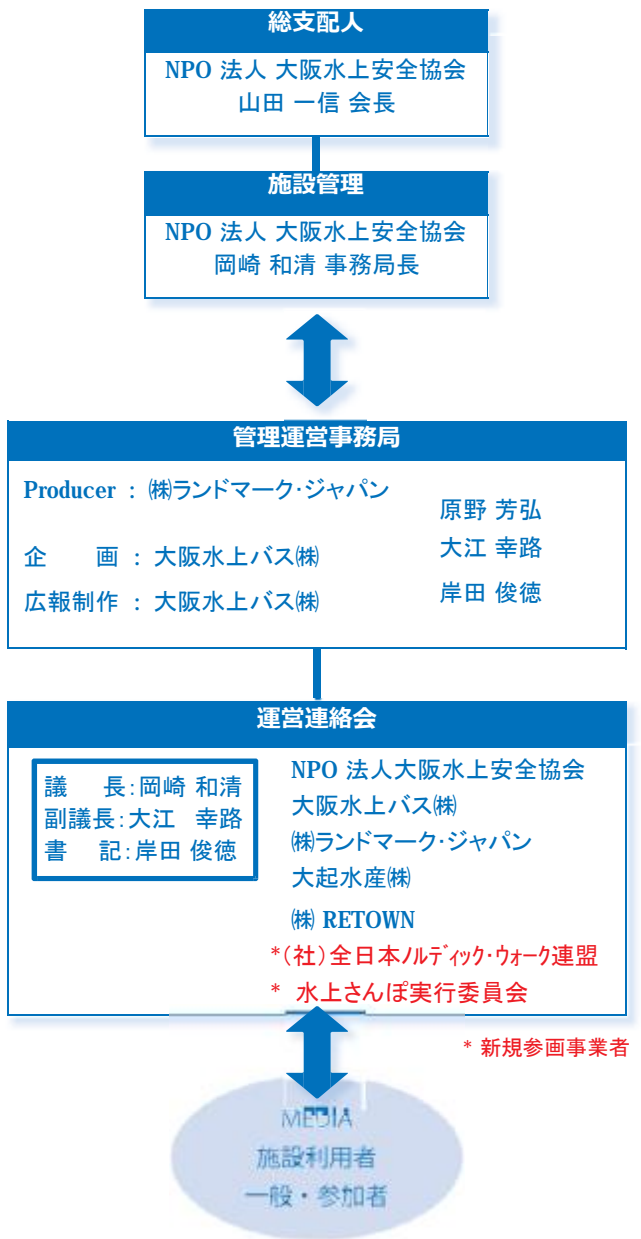 総支配人
NPO 法人 大阪水上安全協会
山田 一信 会長
施設管理
NPO 法人 大阪水上安全協会
岡崎 和清 事務局長
管理運営事務局
Producer : ㈱ランドマーク・ジャパン 原野 芳弘
企　　画 : 大阪水上バス㈱ 大江 幸路
広報制作 : 大阪水上バス㈱ 岸田 俊徳
運営連絡会
議　　長:岡崎 和清
副議長:大江　幸路
書　　記:岸田 俊徳
NPO 法人大阪水上安全協会
大阪水上バス㈱
㈱ランドマーク・ジャパン
大起水産㈱
㈱ RETOWN
*(社)全日本ﾉﾙﾃﾞｨｯｸ･ｳｫｰｸ連盟
* 水上さんぽ実行委員会
* 新規参画事業者
MEDIA
施設利用者
一般・参加者